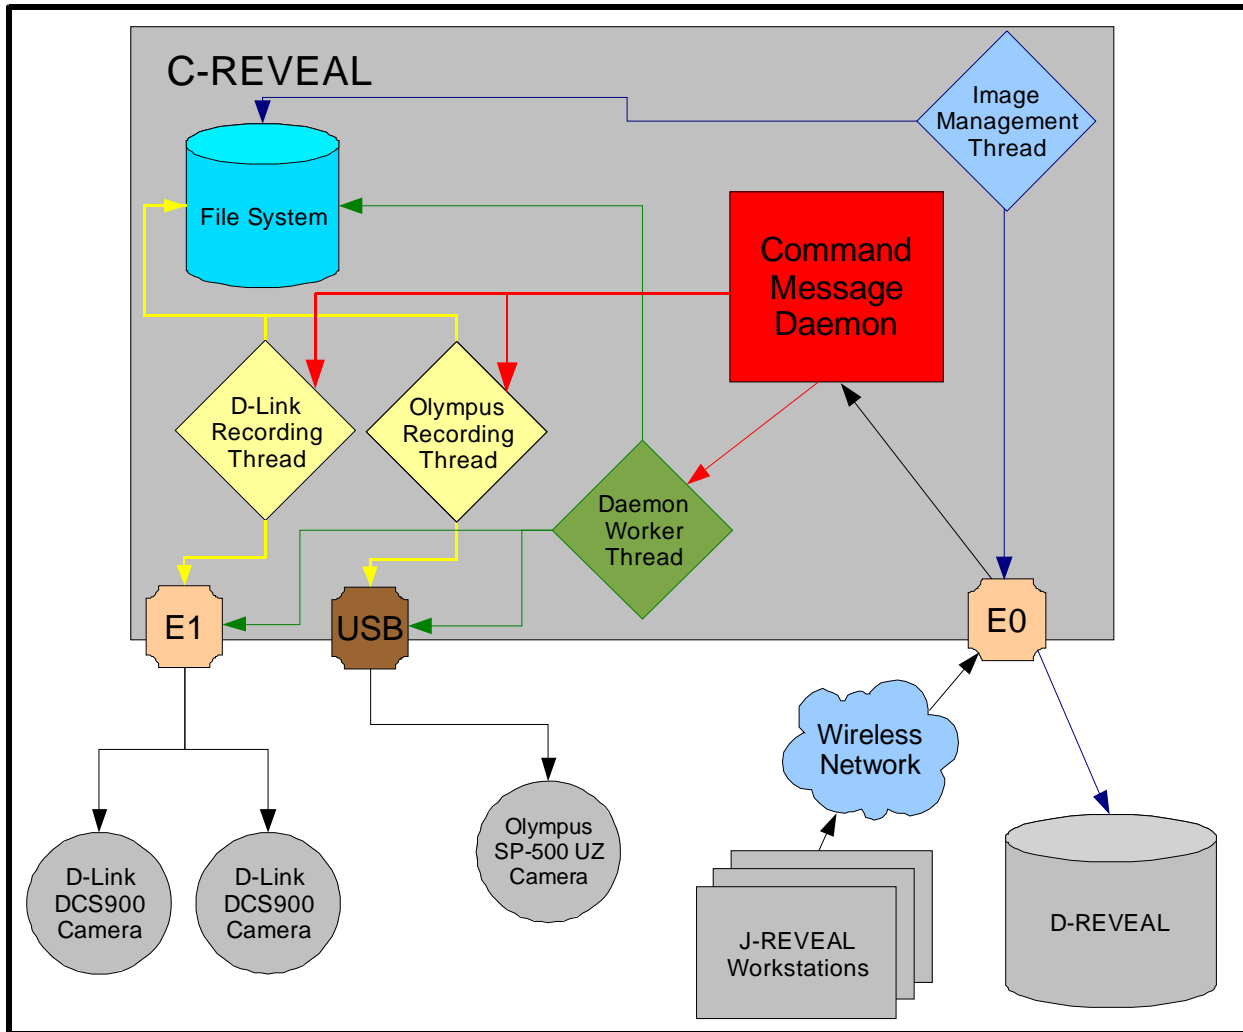 C-REVEAL
Image
Management
Thread
File System
Command
Message
Daemon
D-Link
Recording
Thread
Olympus
Recording
Thread
Daemon
Worker
Thread
E1
USB
E0
Wireless
Network
Olympus
SP-500 UZ
Camera
D-Link
DCS900
Camera
D-Link
DCS900
Camera
J-REVEAL
Workstations
D-REVEAL